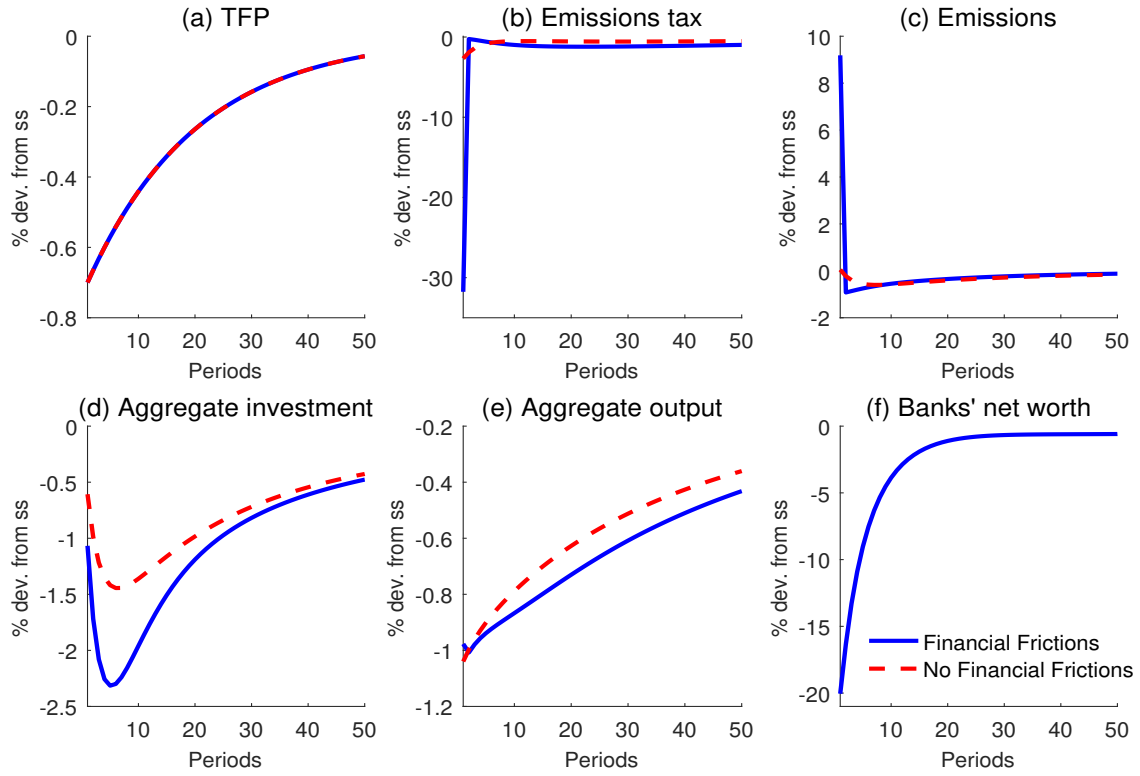 (a) TFP
% dev. from ss
0
-0.2
-0.4
-0.6
-0.8
10 20 30 40 50
Periods
(b) Emissions tax
% dev. from ss
0
-10
-20
-30
10 20 30 40 50
Periods
(c) Emissions
% dev. from ss
10
8
6
4
2
0
-2
10 20 30 40 50
Periods
(d) Aggregate investment
% dev. from ss
0
-0.5
-1
-1.5
-2
-2.5
10 20 30 40 50
Periods
(e) Aggregate output
% dev. from ss
-0.2
-0.4
-0.6
-0.8
-1
-1.2
10 20 30 40 50
Periods
(f) Banks' net worth
% dev. from ss
0
-5
-10
-15
-20
Financial Frictions
No Financial Frictions
10 20 30 40 50
Periods